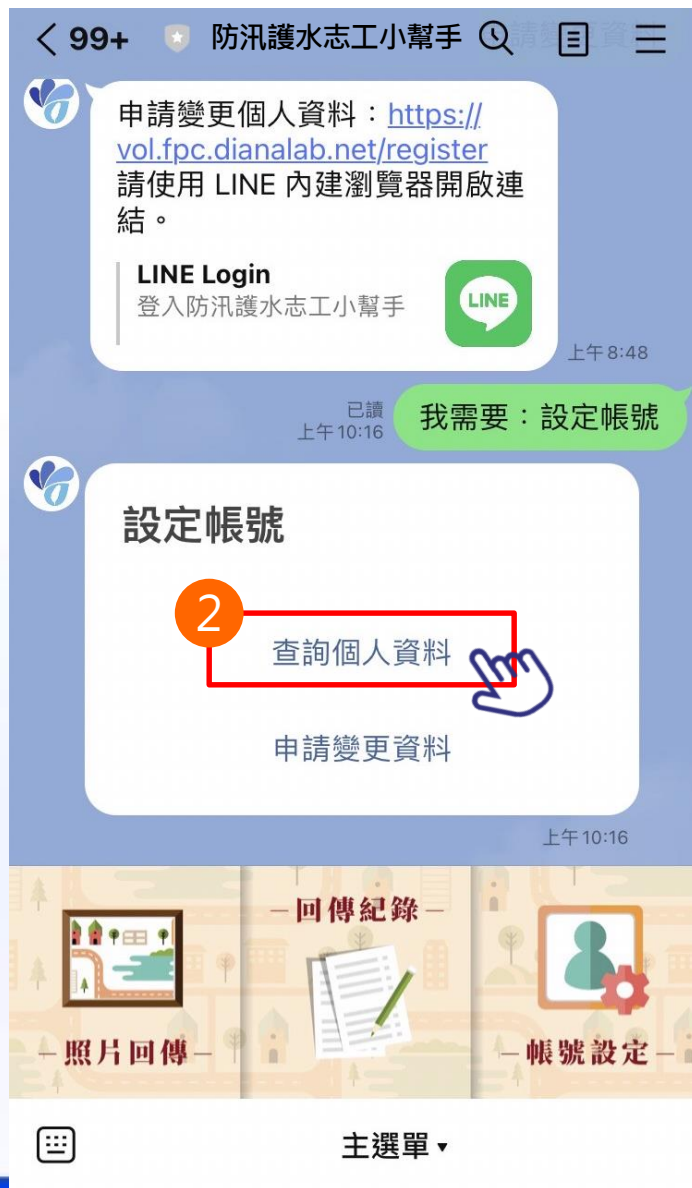 99+ 防汛護水志工小幫手
申請變更個人資料：https://
vol.fpc.dianalab.net/register
請使用 LINE 內建瀏覽器開啟連
結。
LINE Login
登入防汛護水志工小幫手
LINE
上午 8:48
已讀
上午 10:16
我需要：設定帳號
設定帳號
2
查詢個人資料
申請變更資料
上午 10:16
照片回傳
回傳紀錄
帳號設定
主選單